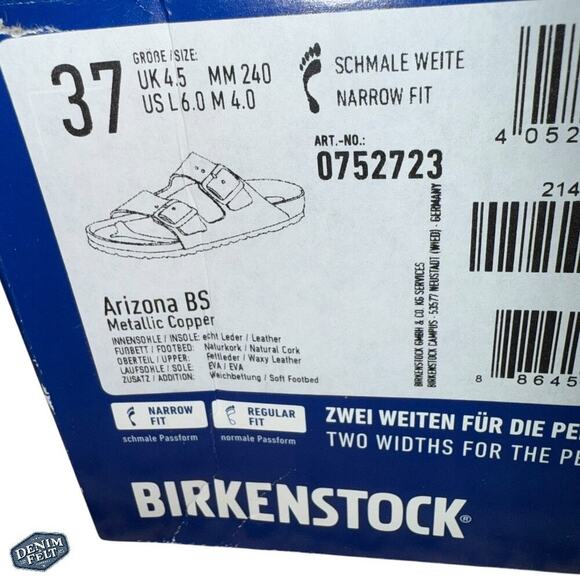 37
GRÖßE/SIZE:
UK 4.5 MM 240
US L 6.0 M 4.0
SCHMALE WEITE
NARROW FIT
ART.-NO.:
0752723
4 052
214
8 8645
BIRKENSTOCK GMBH & CO. KG SERVICES
BIRKENSTOCK CAMPUS - 53577 NEUSTADT (WIED) - GERMANY
Arizona BS
Metallic Copper
INNENSOHLE / INSOLE: echt Leder / Leather
FUßBETT / FOOTBED: Naturkork / Natural Cork
OBERTEIL / UPPER: Fettleder / Waxy Leather
LAUFSOHLE / SOLE: EVA / EVA
ZUSATZ / ADDITION: Weichbettung / Soft Footbed
NARROW
FIT
schmale Passform
REGULAR
FIT
normale Passform
ZWEI WEITEN FÜR DIE PE
TWO WIDTHS FOR THE PE
BIRKENSTOCK®
DENIM
FELT